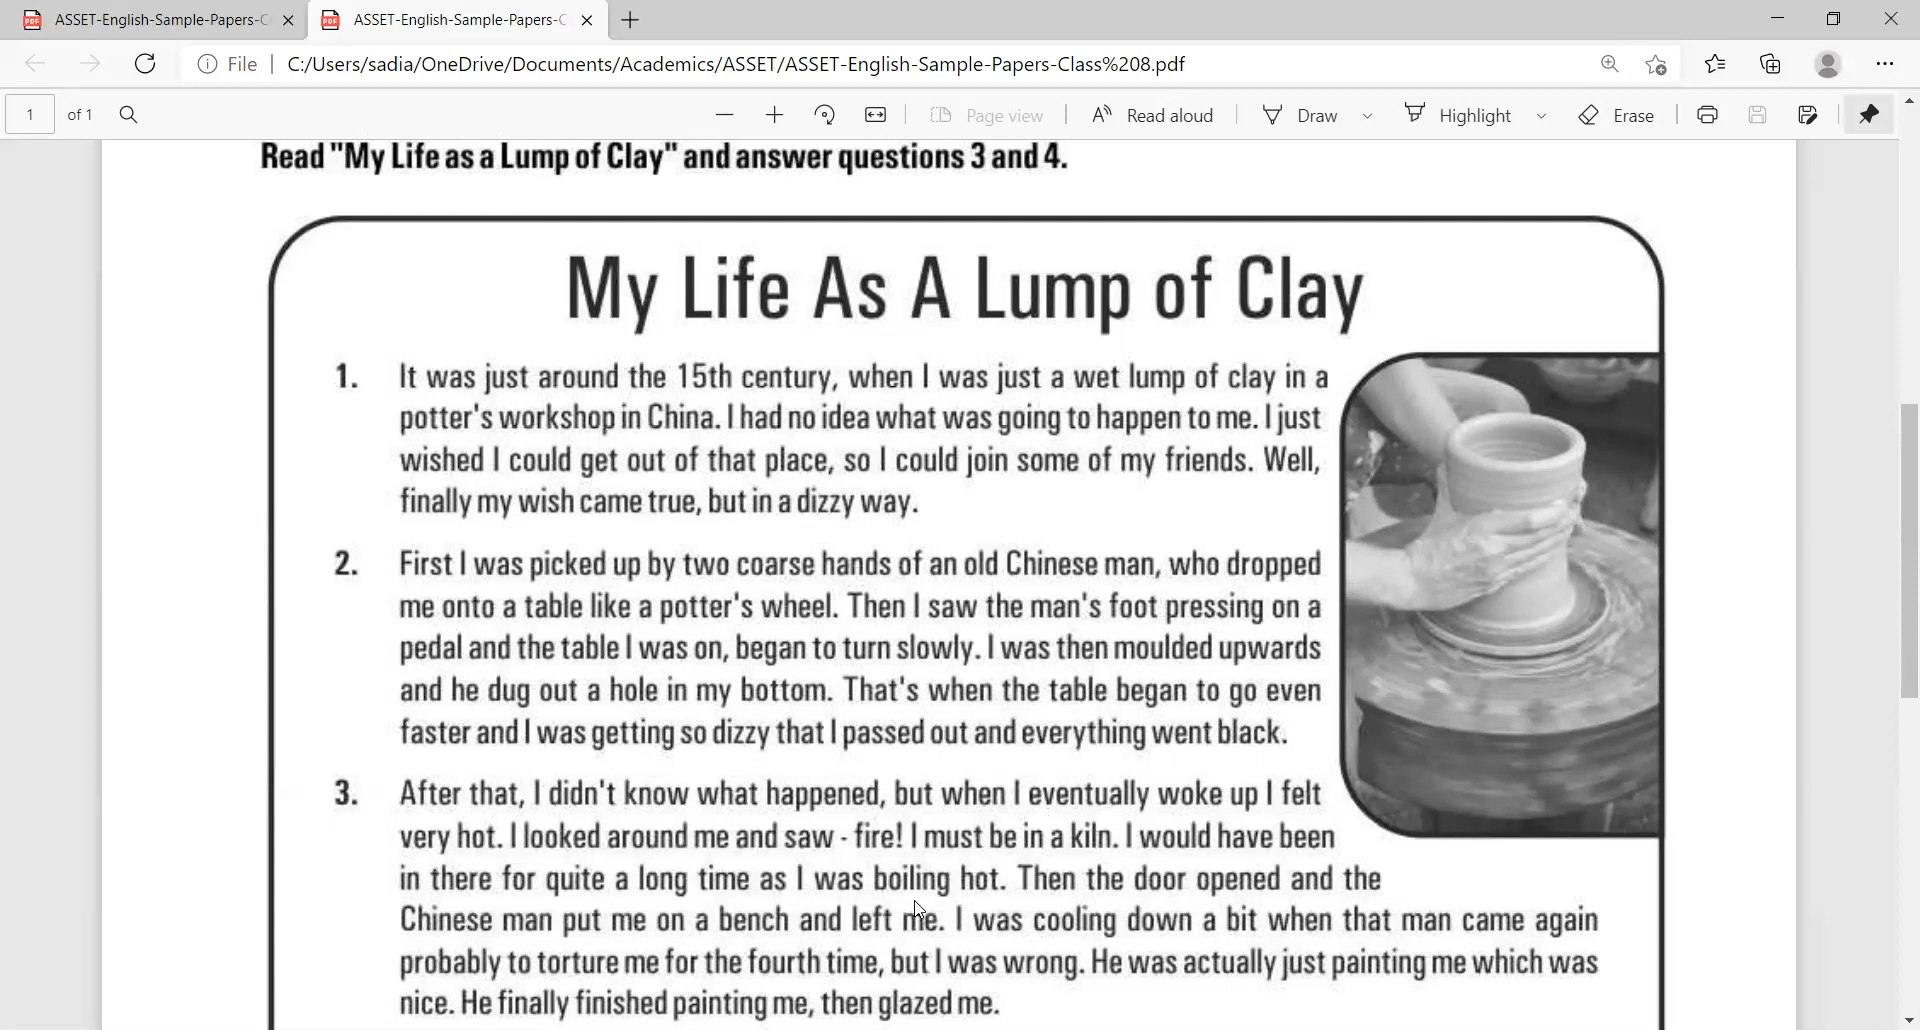 ASSET-English-Sample-Papers-C
ASSET-English-Sample-Papers-C
File
C:/Users/sadia/OneDrive/Documents/Academics/ASSET/ASSET-English-Sample-Papers-Class%208.pdf
1 of 1
Page view
Read aloud
Draw
Highlight
Erase
Read "My Life as a Lump of Clay" and answer questions 3 and 4.
My Life As A Lump of Clay
1. It was just around the 15th century, when I was just a wet lump of clay in a
potter's workshop in China. I had no idea what was going to happen to me. I just
wished I could get out of that place, so I could join some of my friends. Well,
finally my wish came true, but in a dizzy way.
2. First I was picked up by two coarse hands of an old Chinese man, who dropped
me onto a table like a potter's wheel. Then I saw the man's foot pressing on a
pedal and the table I was on, began to turn slowly. I was then moulded upwards
and he dug out a hole in my bottom. That's when the table began to go even
faster and I was getting so dizzy that I passed out and everything went black.
3. After that, I didn't know what happened, but when I eventually woke up I felt
very hot. I looked around me and saw - fire! I must be in a kiln. I would have been
in there for quite a long time as I was boiling hot. Then the door opened and the
Chinese man put me on a bench and left me. I was cooling down a bit when that man came again
probably to torture me for the fourth time, but I was wrong. He was actually just painting me which was
nice. He finally finished painting me, then glazed me.